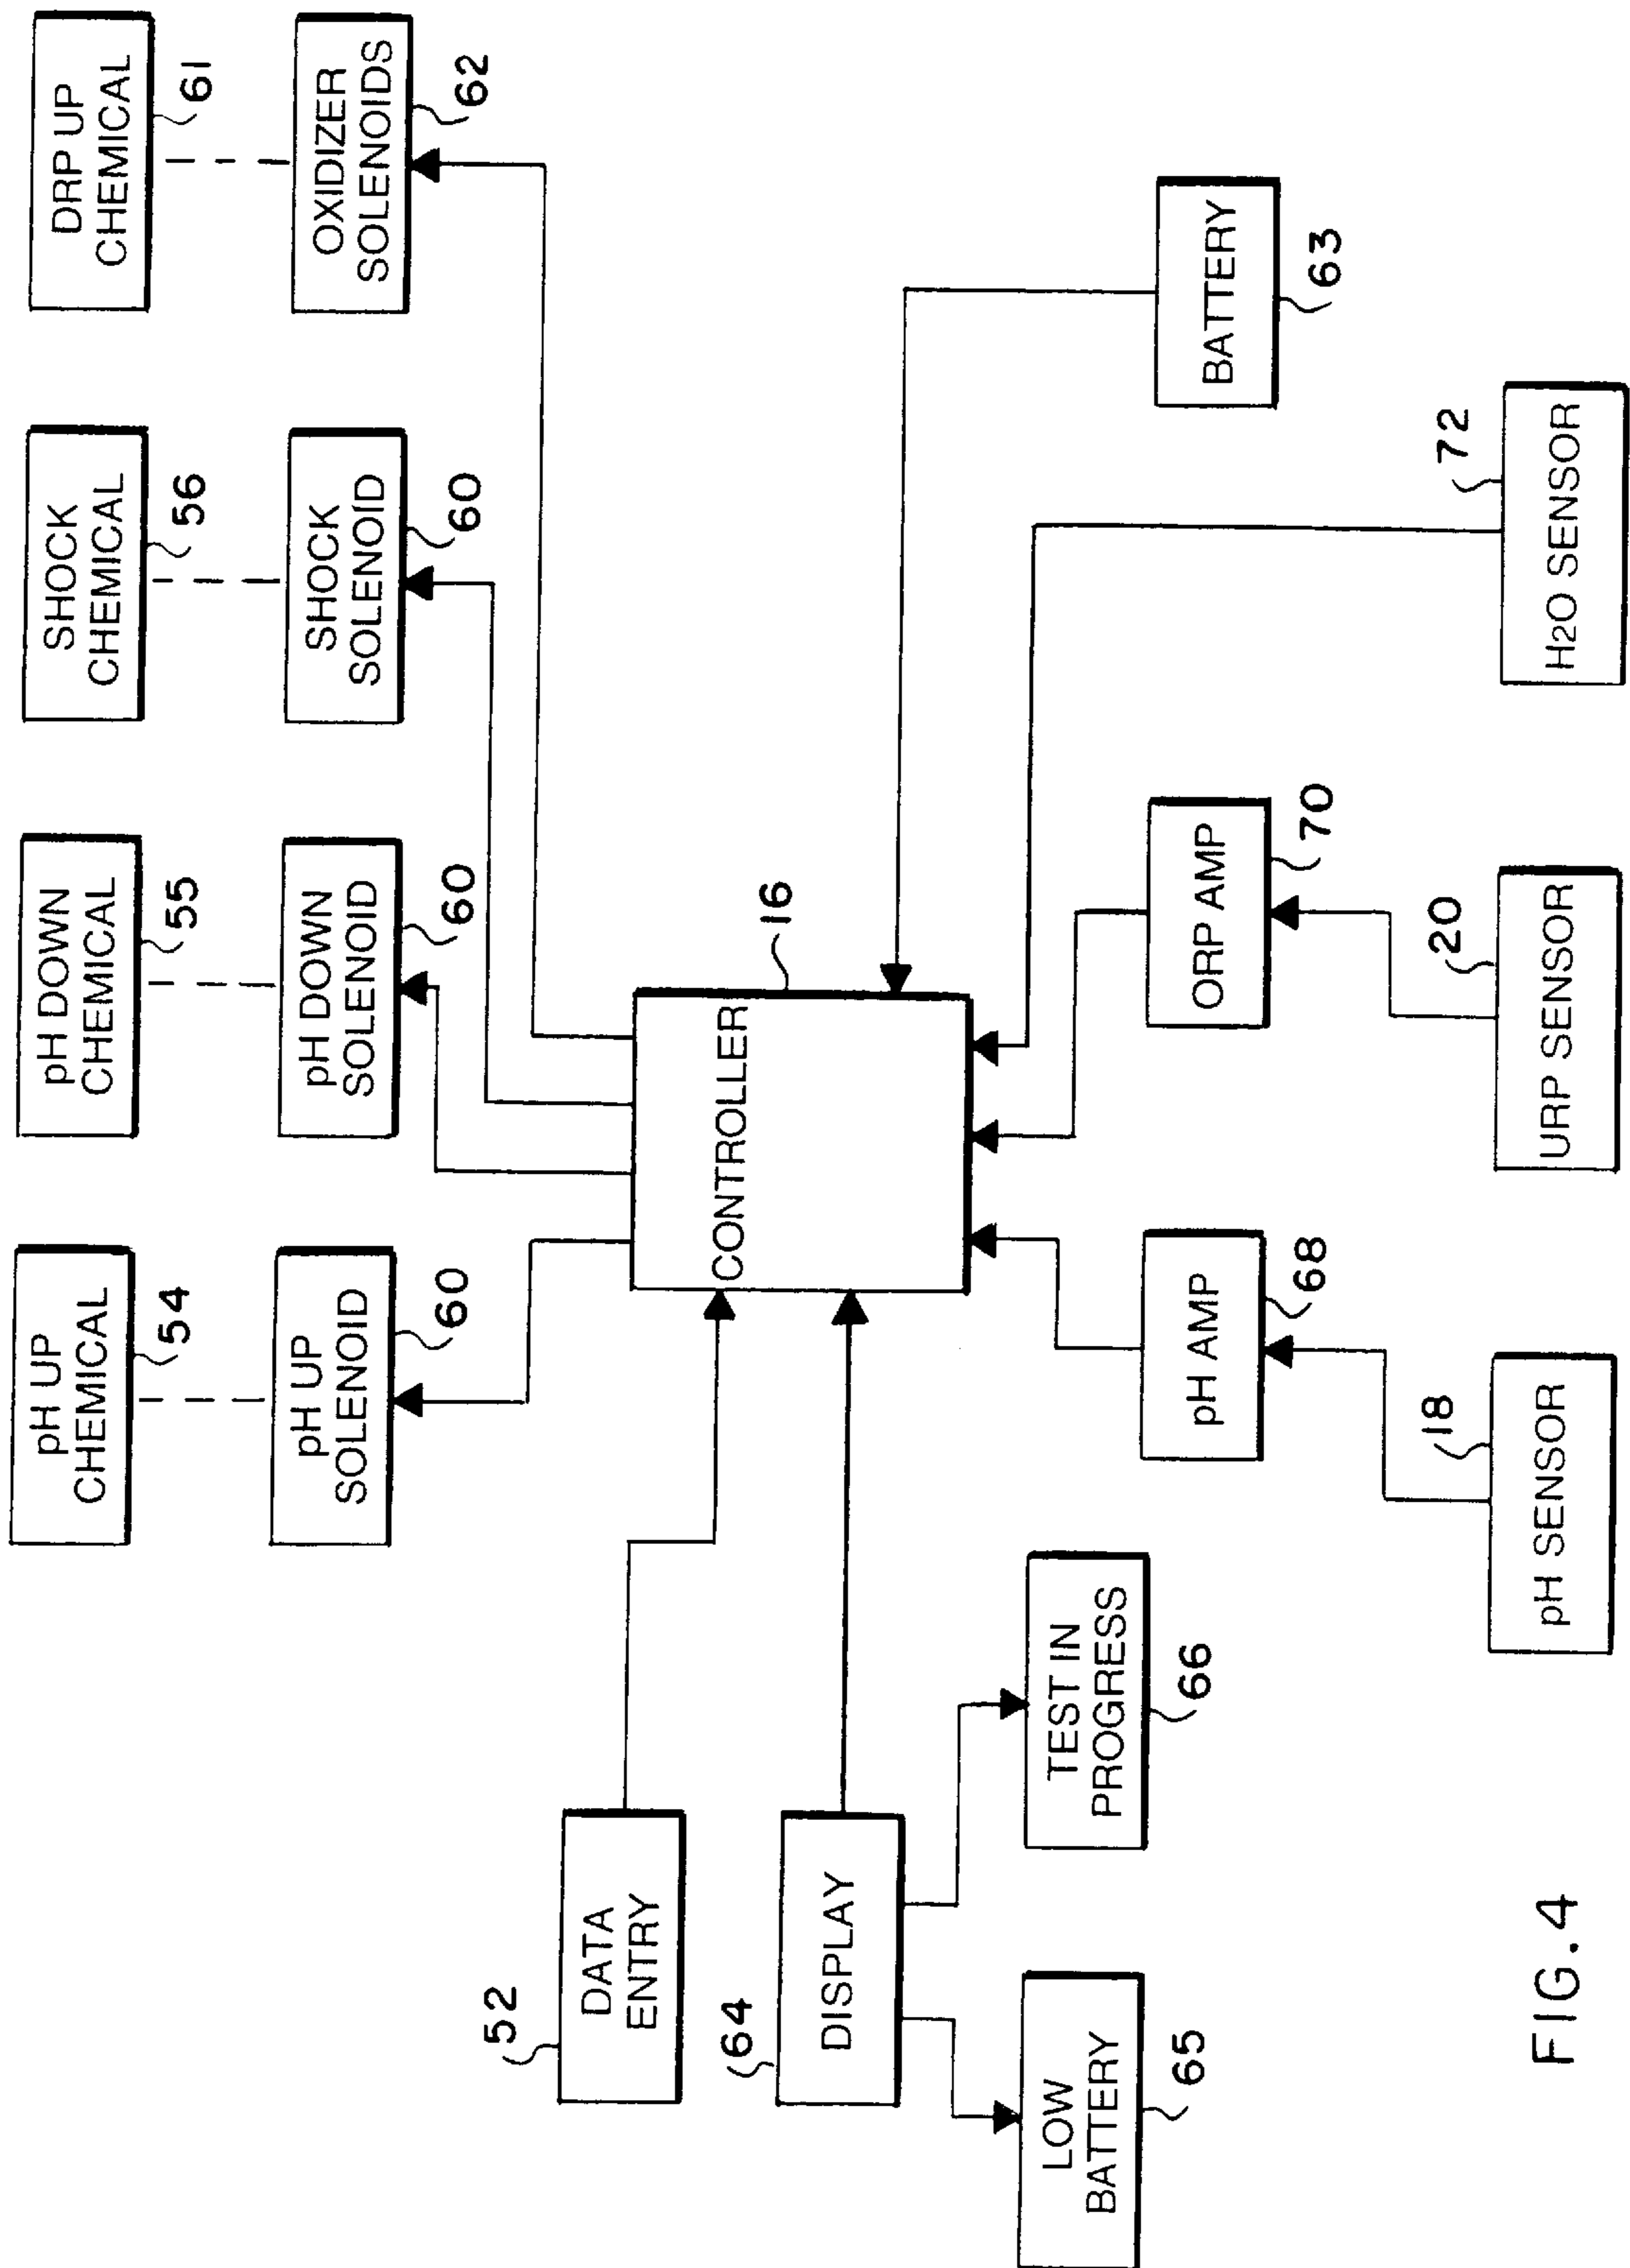 pH UP
CHEMICAL
54
pH DOWN
CHEMICAL
55
SHOCK
CHEMICAL
56
DRP UP
CHEMICAL
61
pH UP
SOLENOID
60
pH DOWN
SOLENOID
60
SHOCK
SOLENOID
60
OXIDIZER
SOLENOIDS
62
52
DATA
ENTRY
CONTROLLER
16
64
DISPLAY
LOW
BATTERY
65
TEST IN
PROGRESS
66
pH AMP
68
ORP AMP
70
BATTERY
63
18
pH SENSOR
20
URP SENSOR
72
H2O SENSOR
FIG.4